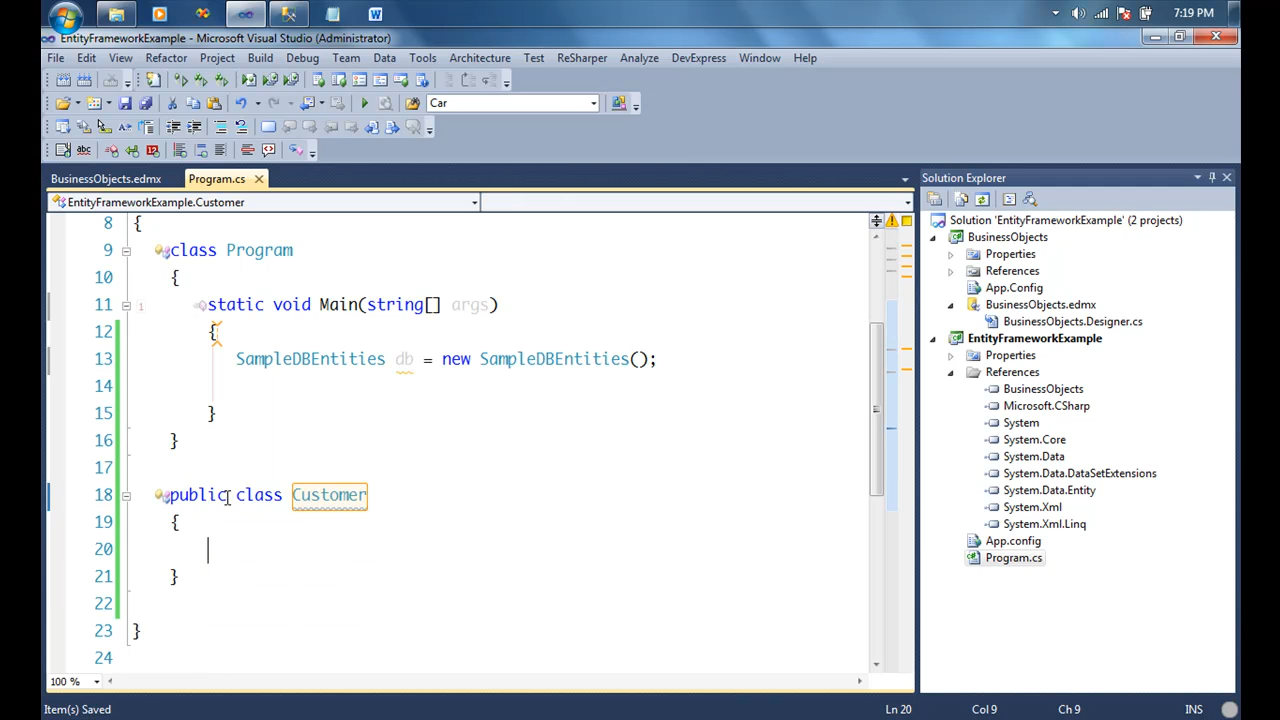 7:19 PM
EntityFrameworkExample - Microsoft Visual Studio (Administrator)
File Edit View Refactor Project Build Debug Team Data Tools Architecture Test ReSharper Analyze DevExpress Window Help
Car
BusinessObjects.edmx Program.cs
EntityFrameworkExample.Customer
8 {
9 class Program
10 {
11 static void Main(string[] args)
12 {
13 SampleDBEntities db = new SampleDBEntities();
14
15 }
16 }
17
18 public class Customer
19 {
20
21 }
22
23 }
24
100 %
Solution Explorer
Solution 'EntityFrameworkExample' (2 projects)
BusinessObjects
Properties
References
App.Config
BusinessObjects.edmx
BusinessObjects.Designer.cs
EntityFrameworkExample
Properties
References
BusinessObjects
Microsoft.CSharp
System
System.Core
System.Data
System.Data.DataSetExtensions
System.Data.Entity
System.Xml
System.Xml.Linq
App.config
Program.cs
Item(s) Saved Ln 20 Col 9 Ch 9 INS